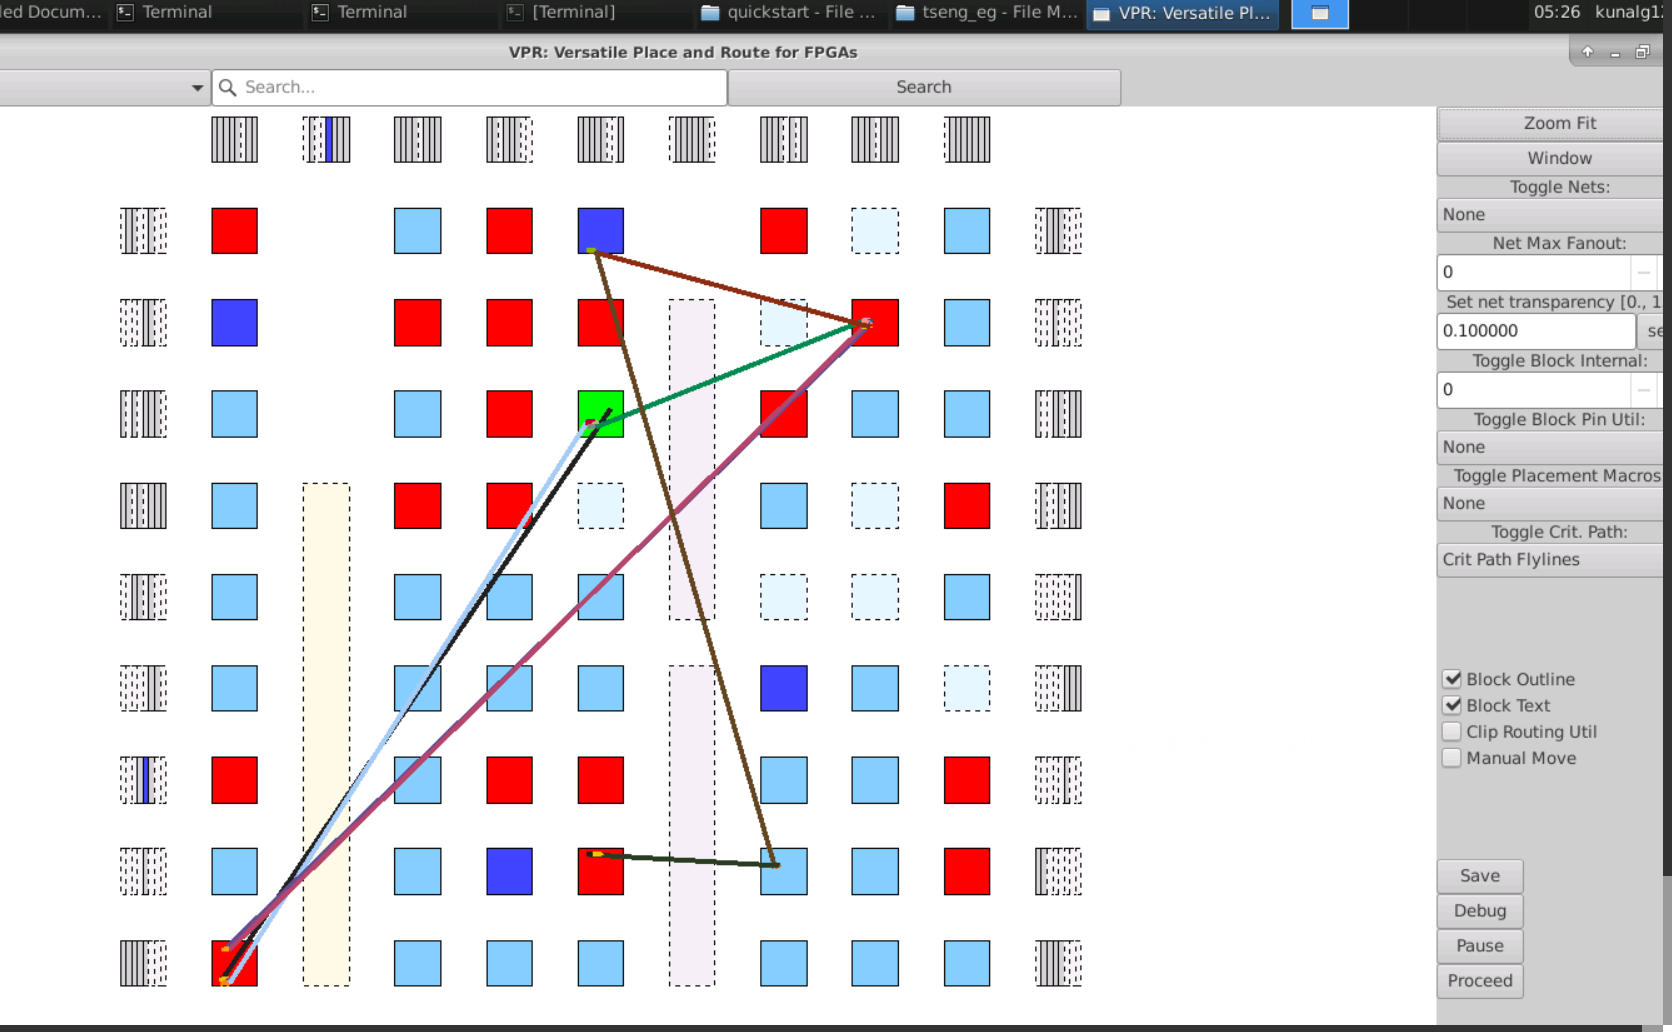 led Docum... Terminal Terminal [Terminal] quickstart - File ... tseng_eg - File M... VPR: Versatile Pl... 05:26 kunalg1
VPR: Versatile Place and Route for FPGAs
Search... Search
Zoom Fit
Window
Toggle Nets:
None
Net Max Fanout:
0
Set net transparency [0., 1
0.100000 se
Toggle Block Internal:
0
Toggle Block Pin Util:
None
Toggle Placement Macros
None
Toggle Crit. Path:
Crit Path Flylines
Block Outline
Block Text
Clip Routing Util
Manual Move
Save
Debug
Pause
Proceed